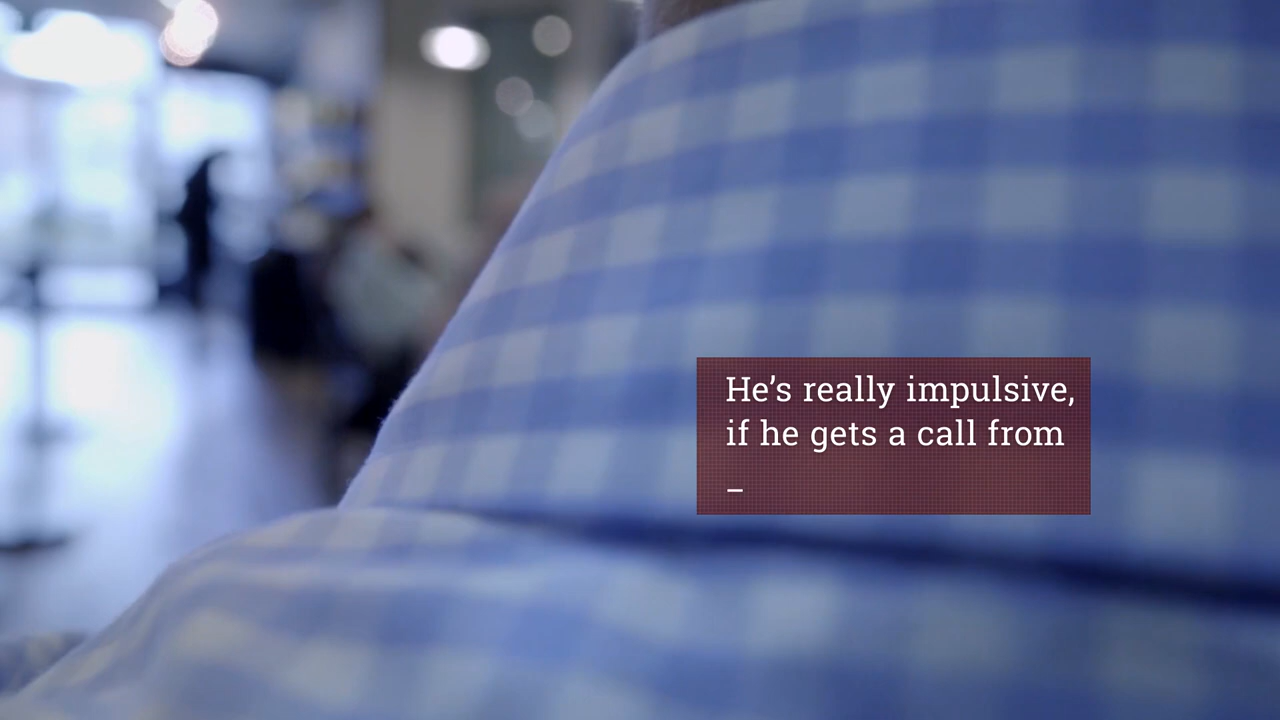 He’s really impulsive,
if he gets a call from
_